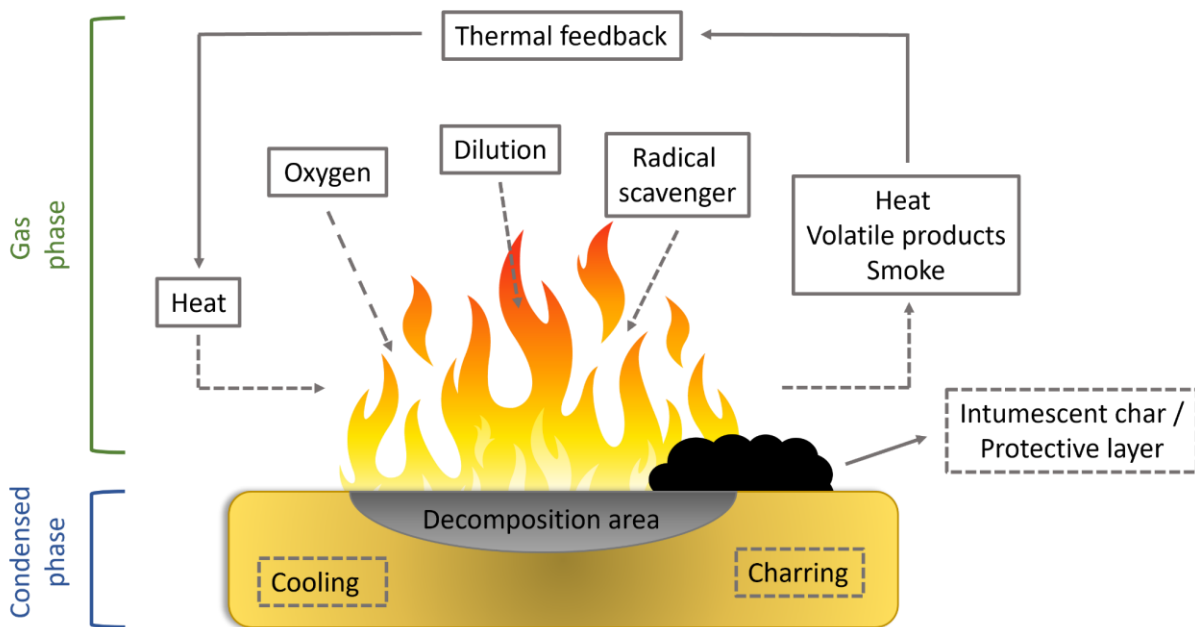 Thermal feedback
Dilution
Radical
scavenger
Oxygen
Heat
Volatile products
Smoke
Gas
phase
Heat
Intumescent char /
Protective layer
Condensed
phase
Decomposition area
Cooling
Charring